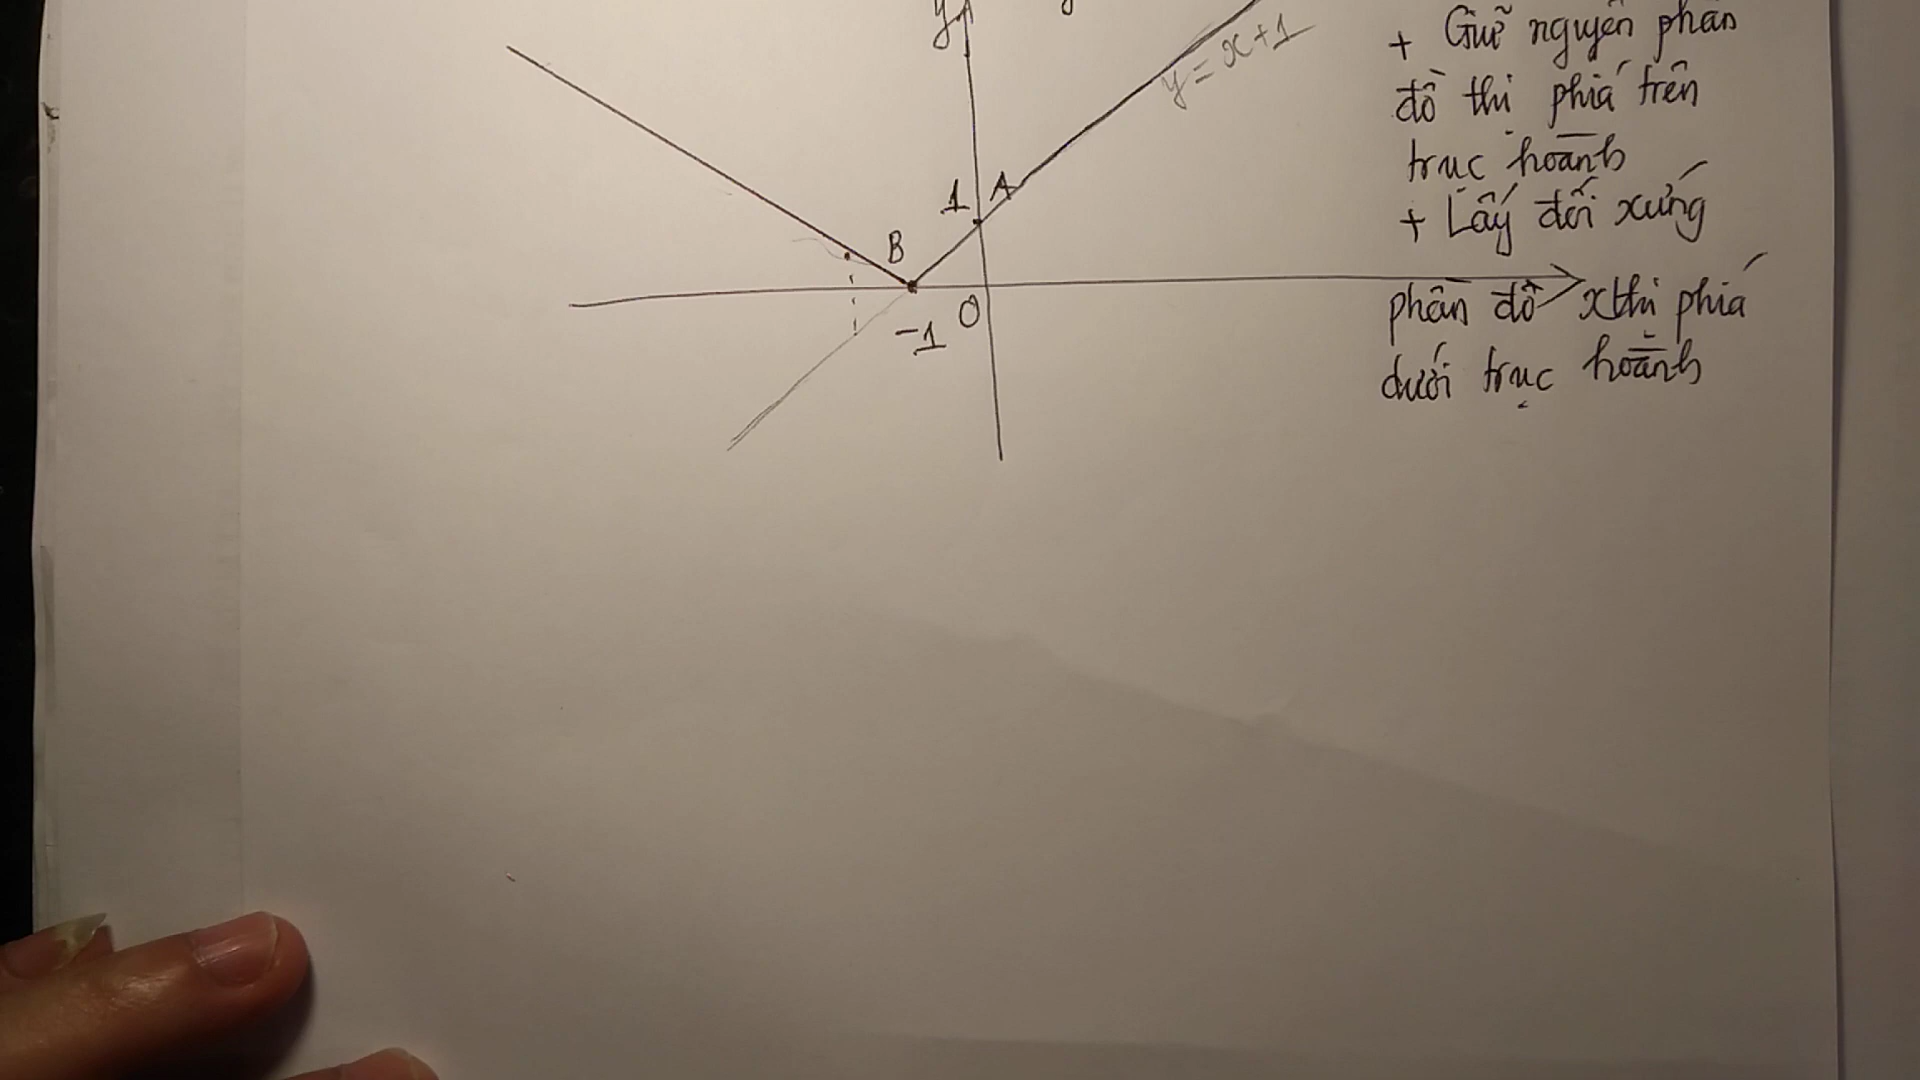 y
y = x+1
1 A
B
O
-1
x
+ Giữ nguyên phần
đồ thị phía trên
trục hoành
+ Lấy đối xứng
phần đồ thị phía
dưới trục hoành